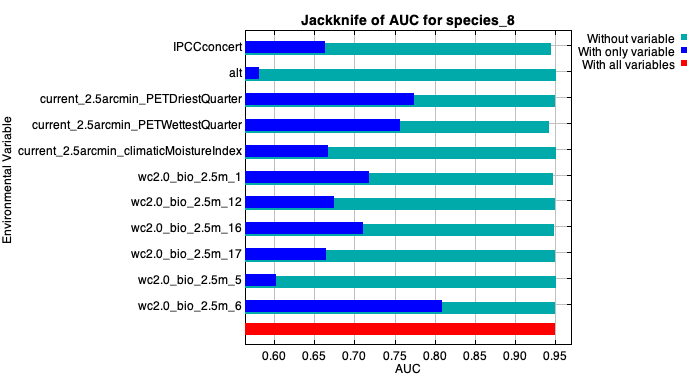 Jackknife of AUC for species_8
Without variable
With only variable
With all variables
Environmental Variable
IPCCconcert
alt
current_2.5arcmin_PETDriestQuarter
current_2.5arcmin_PETWettestQuarter
current_2.5arcmin_climaticMoistureIndex
wc2.0_bio_2.5m_1
wc2.0_bio_2.5m_12
wc2.0_bio_2.5m_16
wc2.0_bio_2.5m_17
wc2.0_bio_2.5m_5
wc2.0_bio_2.5m_6
0.60 0.65 0.70 0.75 0.80 0.85 0.90 0.95
AUC